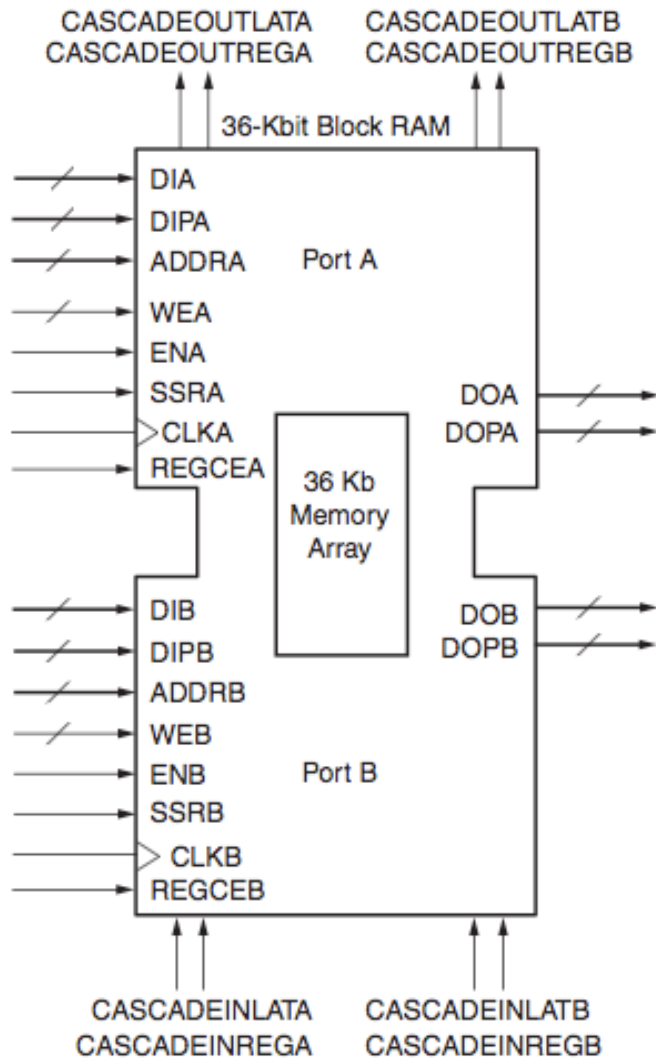 CASCADEOUTLATA CASCADEOUTLATB
CASCADEOUTREGA CASCADEOUTREGB
36-Kbit Block RAM
DIA
DIPA
ADDRA Port A
WEA
ENA
SSRA DOA
CLKA DOPA
REGCEA
36 Kb
Memory
Array
DIB DOB
DIPB DOPB
ADDRB
WEB
ENB Port B
SSRB
CLKB
REGCEB
CASCADEINLATA CASCADEINLATB
CASCADEINREGA CASCADEINREGB